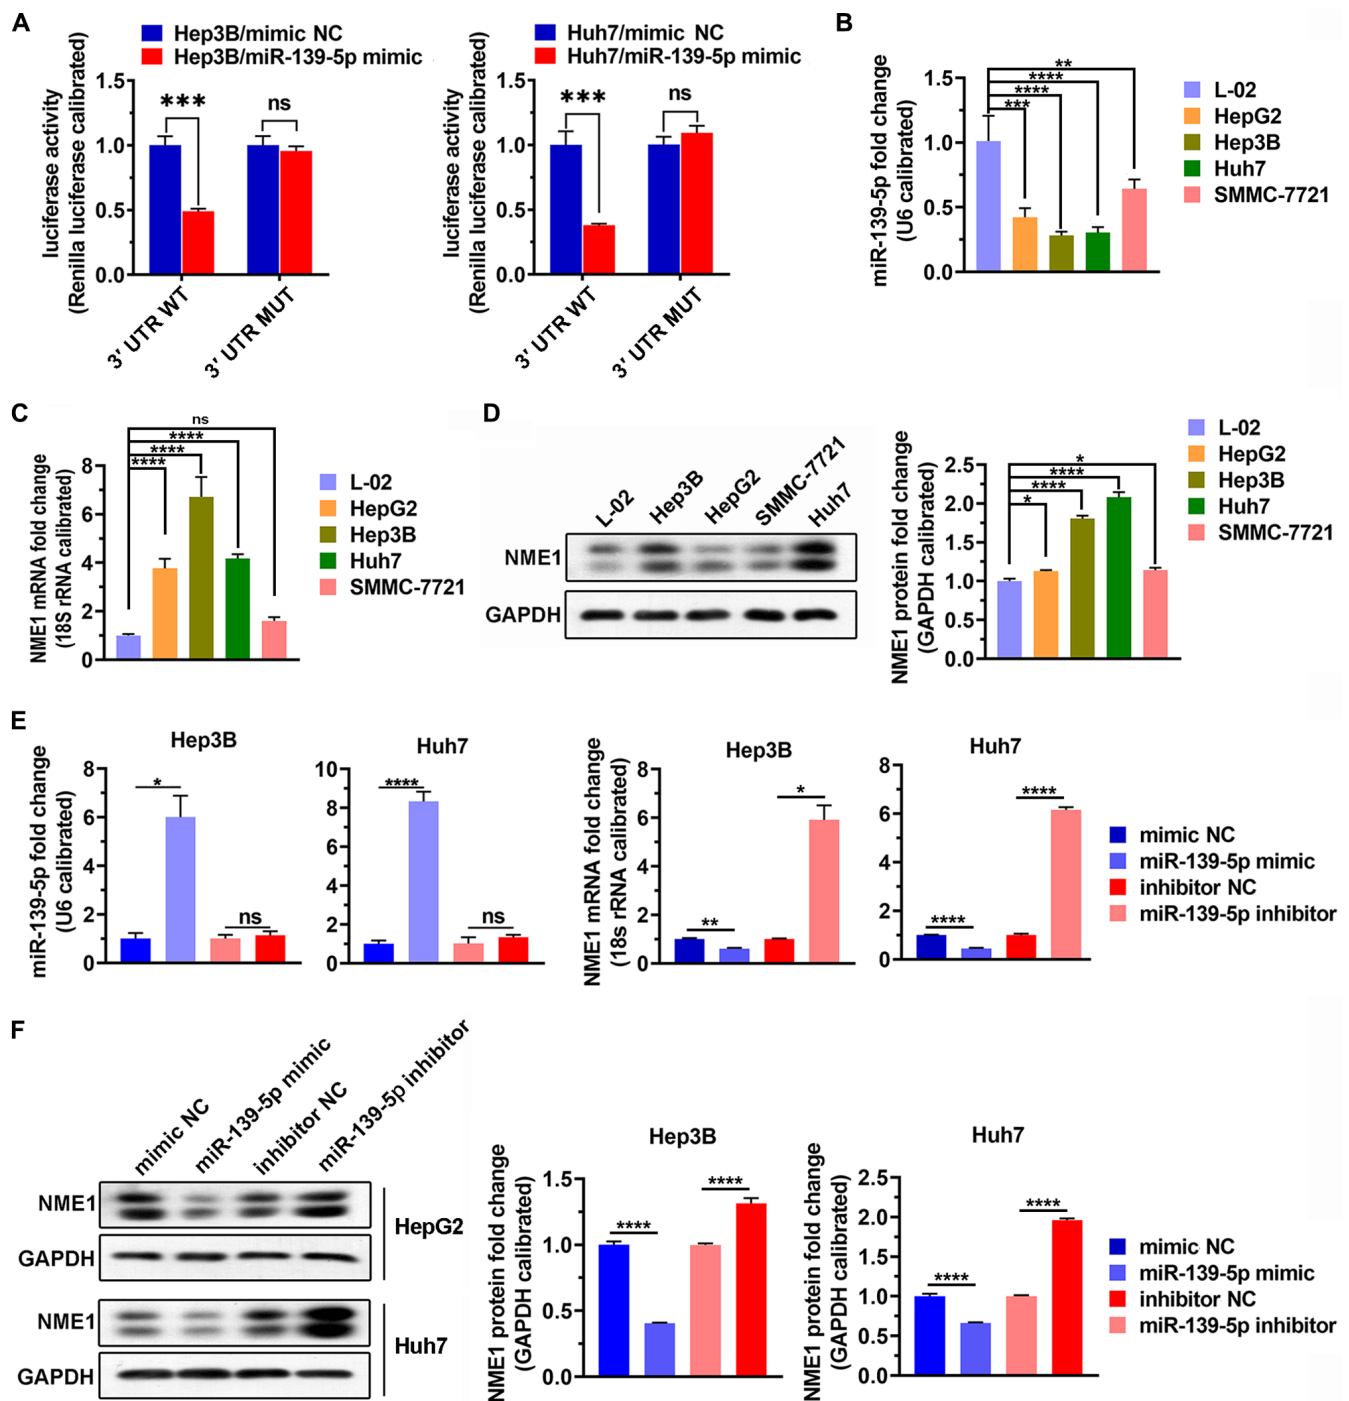 A
Hep3B/mimic NC
Hep3B/miR-139-5p mimic
luciferase activity
(Renilla luciferase calibrated)
1.5
1.0
0.5
0.0
***
ns
3′ UTR WT
3′ UTR MUT
Huh7/mimic NC
Huh7/miR-139-5p mimic
luciferase activity
(Renilla luciferase calibrated)
1.5
1.0
0.5
0.0
***
ns
3′ UTR WT
3′ UTR MUT
B
miR-139-5p fold change
(U6 calibrated)
1.5
1.0
0.5
0.0
**
****
****
***
L-02
HepG2
Hep3B
Huh7
SMMC-7721
C
NME1 mRNA fold change
(18S rRNA calibrated)
8
6
4
2
0
ns
****
****
****
L-02
HepG2
Hep3B
Huh7
SMMC-7721
D
L-02
Hep3B
HepG2
SMMC-7721
Huh7
NME1
GAPDH
NME1 protein fold change
(GAPDH calibrated)
2.5
2.0
1.5
1.0
0.5
0.0
*
****
****
*
L-02
HepG2
Hep3B
Huh7
SMMC-7721
E
Hep3B
miR-139-5p fold change
(U6 calibrated)
8
6
4
2
0
*
ns
Huh7
10
8
6
4
2
0
****
ns
Hep3B
NME1 mRNA fold change
(18s rRNA calibrated)
8
6
4
2
0
**
*
Huh7
8
6
4
2
0
****
****
mimic NC
miR-139-5p mimic
inhibitor NC
miR-139-5p inhibitor
F
mimic NC
miR-139-5p mimic
inhibitor NC
miR-139-5p inhibitor
NME1
GAPDH
HepG2
NME1
GAPDH
Huh7
Hep3B
NME1 protein fold change
(GAPDH calibrated)
1.5
1.0
0.5
0.0
****
****
Huh7
NME1 protein fold change
(GAPDH calibrated)
2.5
2.0
1.5
1.0
0.5
0.0
****
****
mimic NC
miR-139-5p mimic
inhibitor NC
miR-139-5p inhibitor